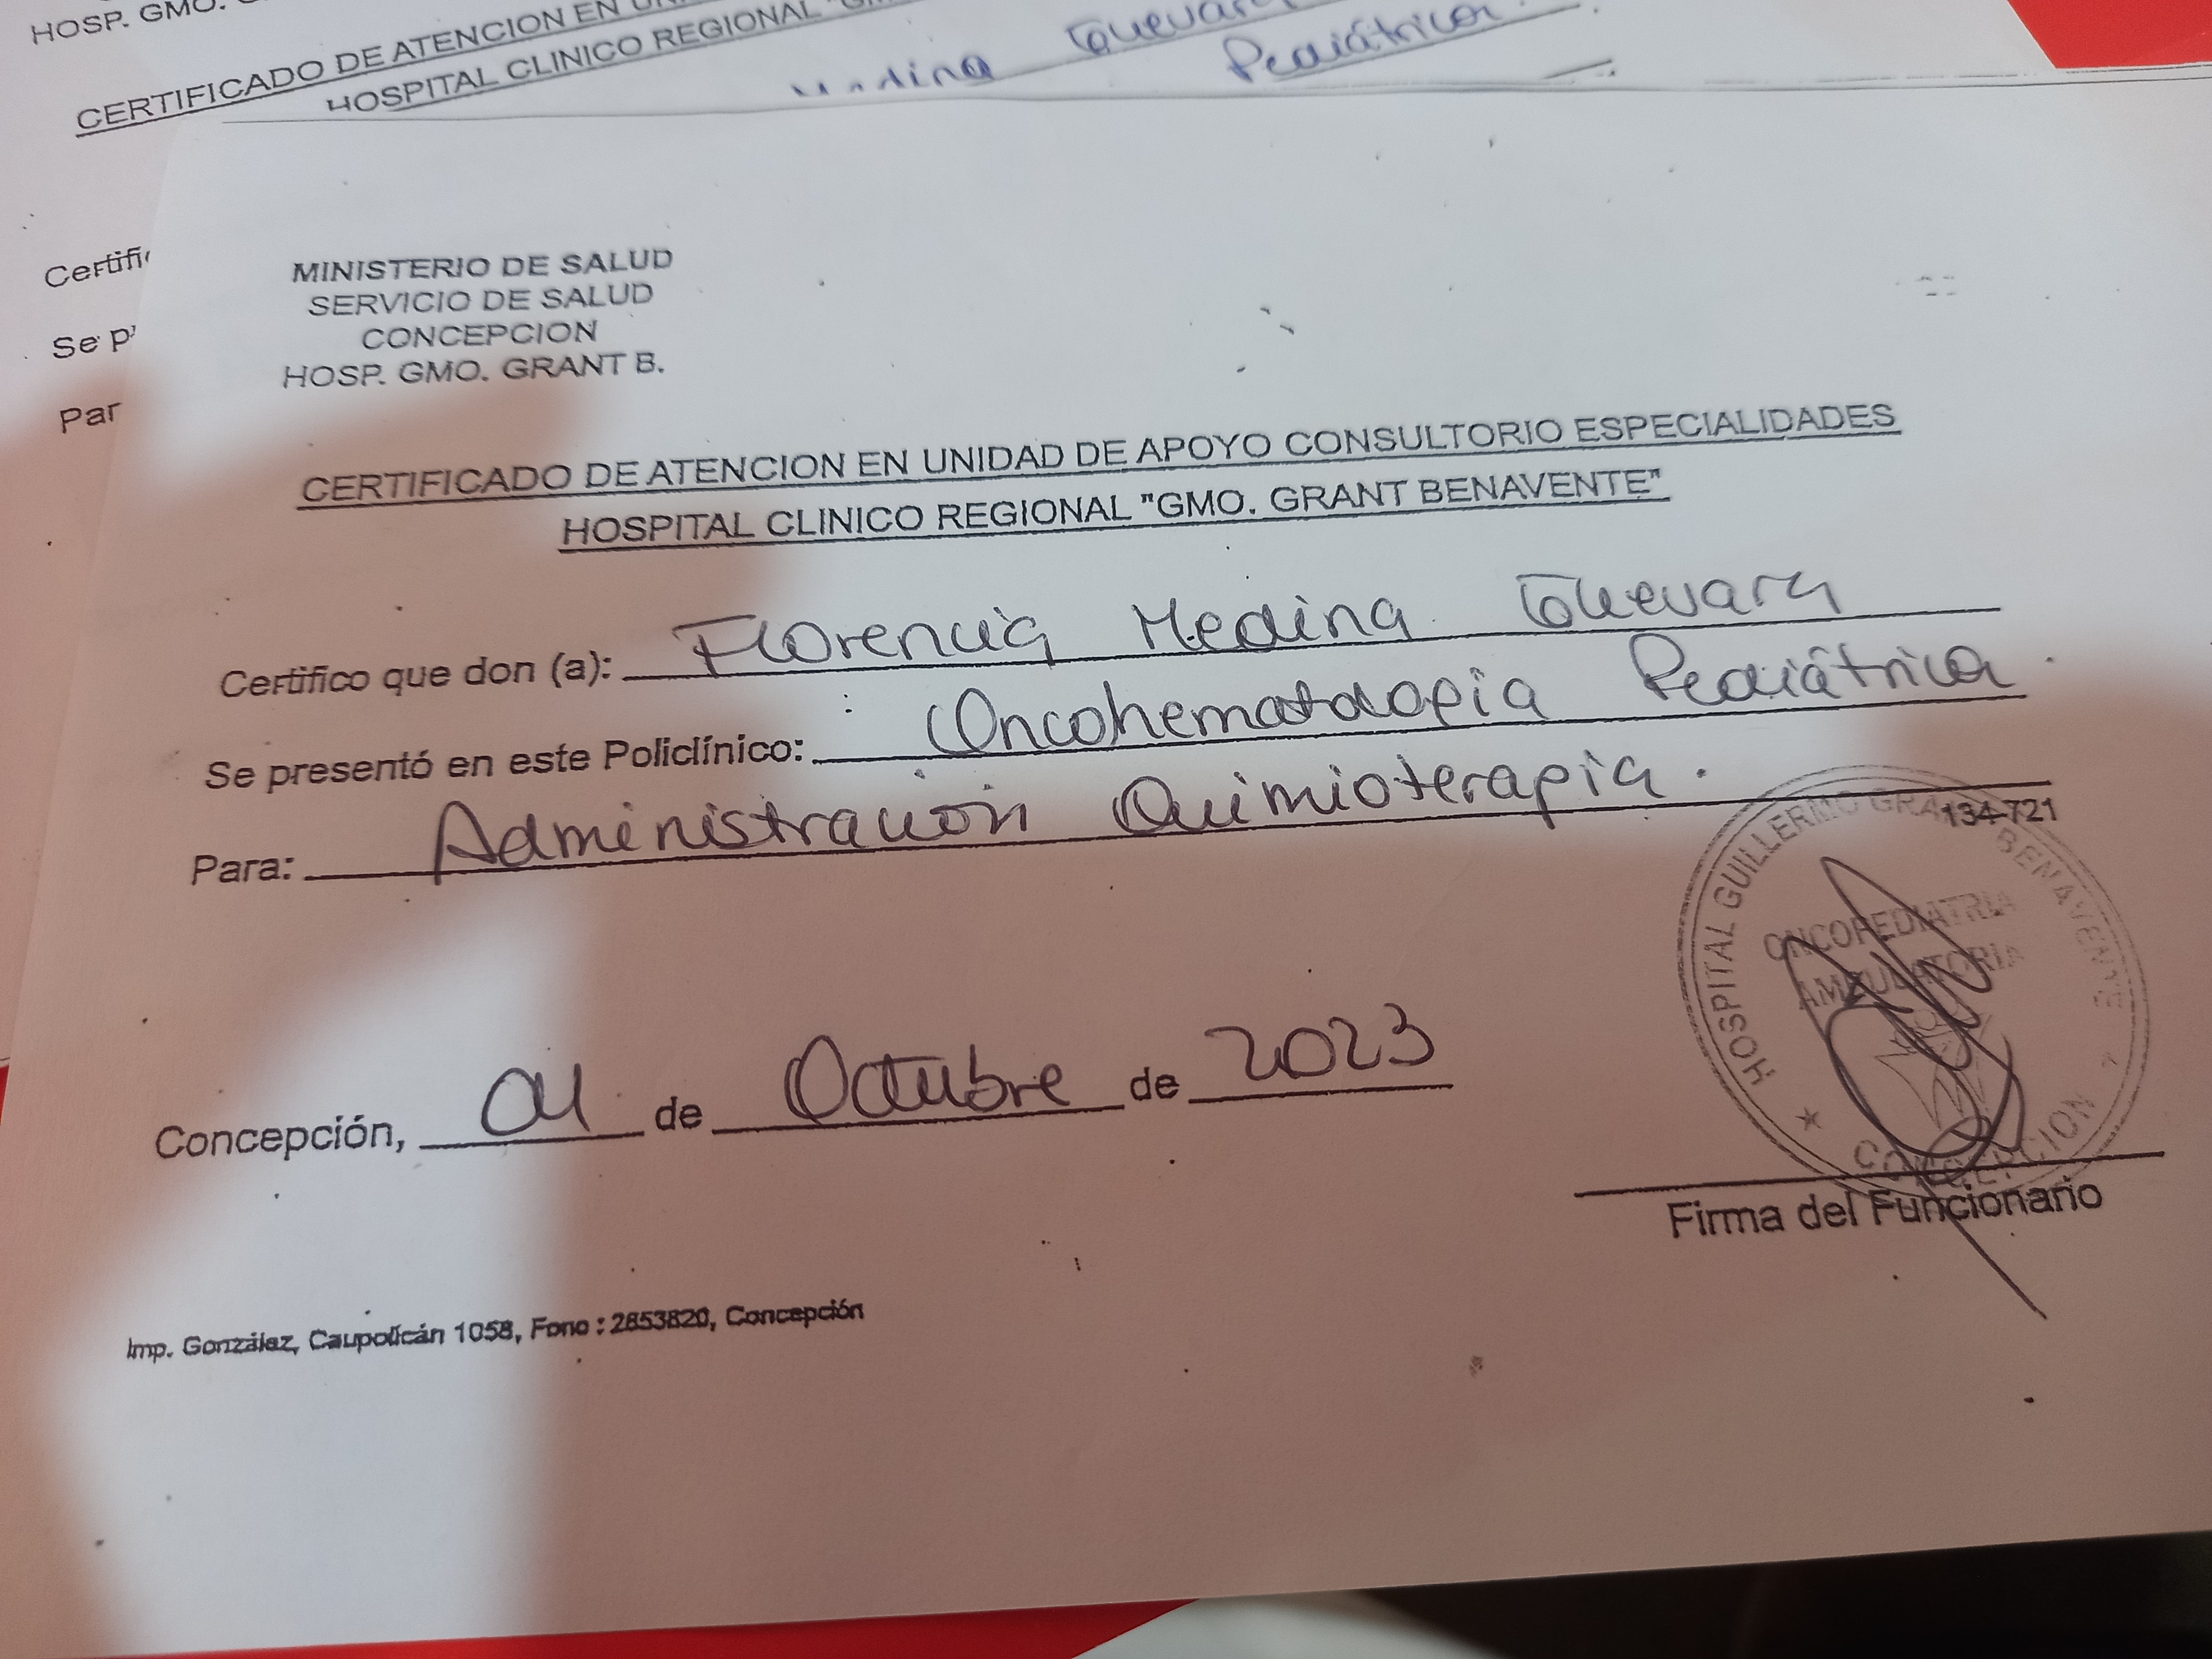 HOSP. GMO.
CERTIFICADO DE ATENCION EN
HOSPITAL CLINICO REGIONAL
Guevara
Pediátrica.
Certifi
Se p
Par
MINISTERIO DE SALUD
SERVICIO DE SALUD
CONCEPCION
HOSP. GMO. GRANT B.
CERTIFICADO DE ATENCION EN UNIDAD DE APOYO CONSULTORIO ESPECIALIDADES
HOSPITAL CLINICO REGIONAL "GMO. GRANT BENAVENTE"
Certifico que don (a): Florencia Medina Guevara
Se presentó en este Policlínico: Oncohematología Pediátrica.
Para: Administración Quimioterapia.
134-721
HOSPITAL GUILLERMO GRANT BENAVENTE
ONCOPEDIATRIA
AMBULATORIA
CONCEPCION
Concepción, 04 de Octubre de 2023
Firma del Funcionario
Imp. González, Caupolicán 1058, Fono : 2853820, Concepción